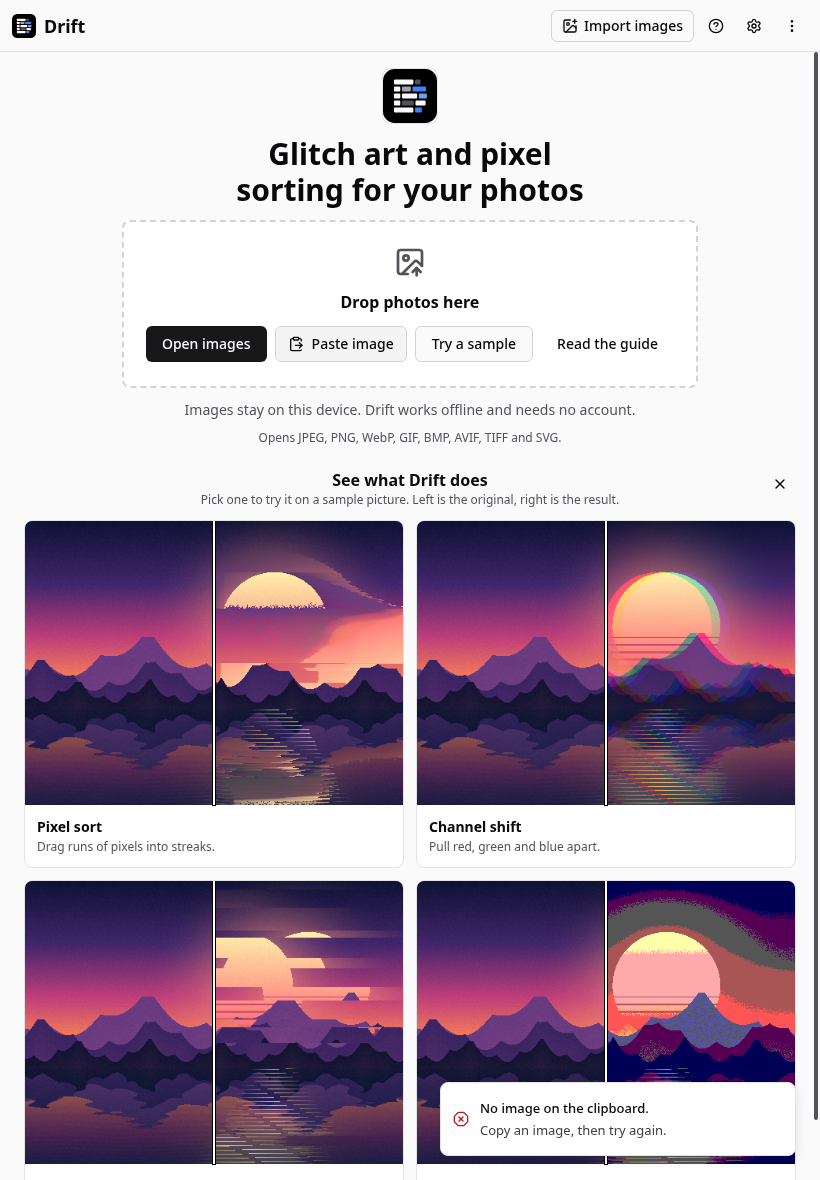 Drift
Import images
Glitch art and pixel
sorting for your photos
Drop photos here
Open images
Paste image
Try a sample
Read the guide
Images stay on this device. Drift works offline and needs no account.
Opens JPEG, PNG, WebP, GIF, BMP, AVIF, TIFF and SVG.
See what Drift does
Pick one to try it on a sample picture. Left is the original, right is the result.
Pixel sort
Drag runs of pixels into streaks.
Channel shift
Pull red, green and blue apart.
No image on the clipboard.
Copy an image, then try again.